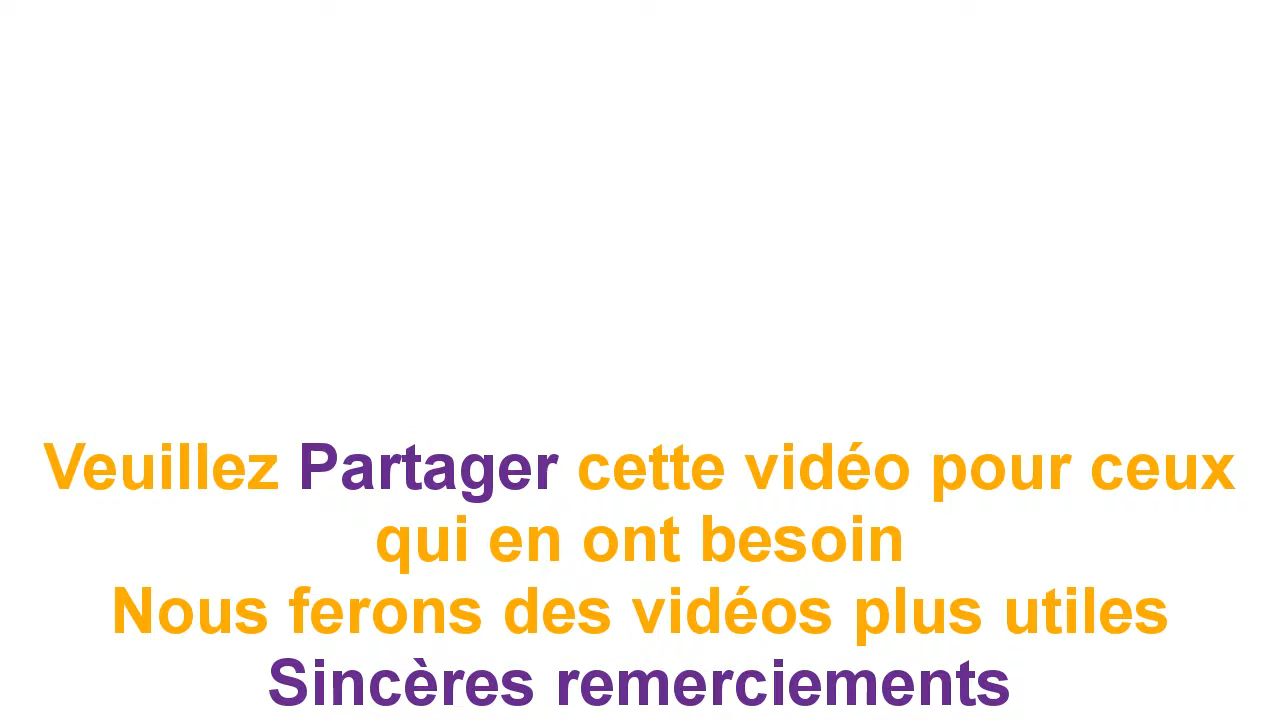 Veuillez Partager cette vidéo pour ceux
qui en ont besoin
Nous ferons des vidéos plus utiles
Sincères remerciements